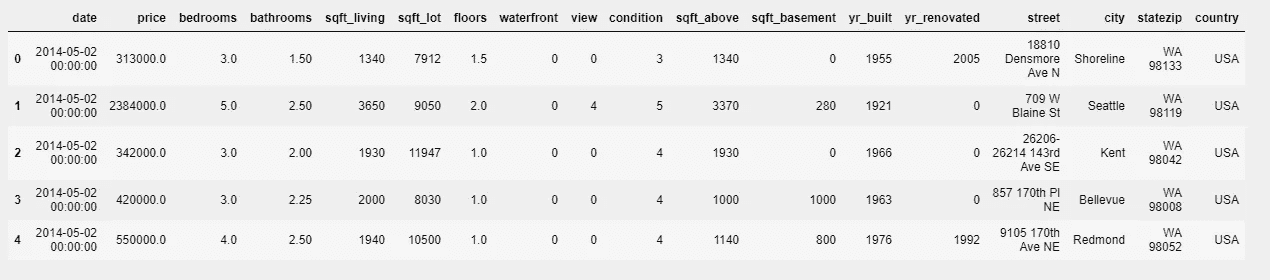 date price bedrooms bathrooms sqft_living sqft_lot floors waterfront view condition sqft_above sqft_basement yr_built yr_renovated street city statezip country
0 2014-05-02 00:00:00 313000.0 3.0 1.50 1340 7912 1.5 0 0 3 1340 0 1955 2005 18810 Densmore Ave N Shoreline WA 98133 USA
1 2014-05-02 00:00:00 2384000.0 5.0 2.50 3650 9050 2.0 0 4 5 3370 280 1921 0 709 W Blaine St Seattle WA 98119 USA
2 2014-05-02 00:00:00 342000.0 3.0 2.00 1930 11947 1.0 0 0 4 1930 0 1966 0 26206-26214 143rd Ave SE Kent WA 98042 USA
3 2014-05-02 00:00:00 420000.0 3.0 2.25 2000 8030 1.0 0 0 4 1000 1000 1963 0 857 170th Pl NE Bellevue WA 98008 USA
4 2014-05-02 00:00:00 550000.0 4.0 2.50 1940 10500 1.0 0 0 4 1140 800 1976 1992 9105 170th Ave NE Redmond WA 98052 USA